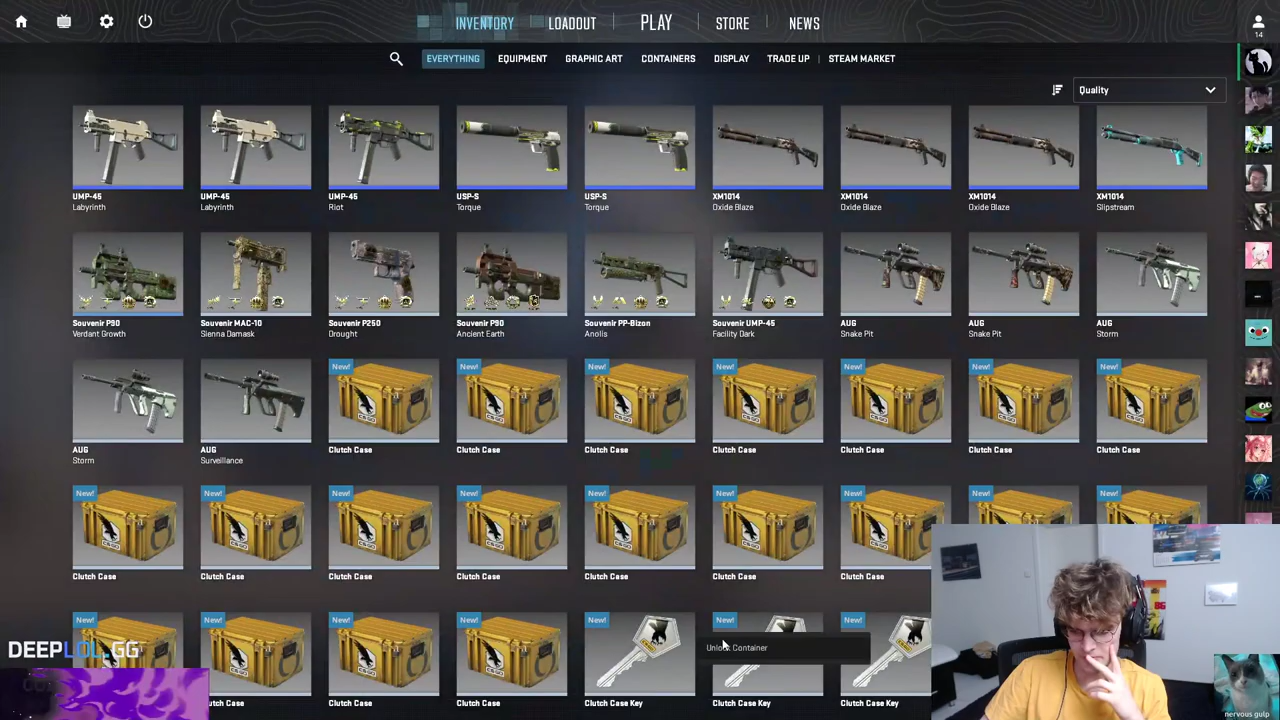 INVENTORY LOADOUT PLAY STORE NEWS
14
EVERYTHING EQUIPMENT GRAPHIC ART CONTAINERS DISPLAY TRADE UP STEAM MARKET
Quality
UMP-45 UMP-45 UMP-45 USP-S USP-S XM1014 XM1014 XM1014 XM1014
Labyrinth Labyrinth Riot Torque Torque Oxide Blaze Oxide Blaze Oxide Blaze Slipstream
Souvenir P90 Souvenir MAC-10 Souvenir P250 Souvenir P90 Souvenir PP-Bizon Souvenir UMP-45 AUG AUG AUG
Verdant Growth Sienna Damask Drought Ancient Earth Anolis Facility Dark Snake Pit Snake Pit Storm
New! New! New! New! New! New! New!
AUG AUG Clutch Case Clutch Case Clutch Case Clutch Case Clutch Case Clutch Case Clutch Case
Storm Surveillance
New! New! New! New! New! New! New! New! New!
Clutch Case Clutch Case Clutch Case Clutch Case Clutch Case Clutch Case Clutch Case
New! New! New! New! New! New! New!
Unlock Container
DEEPLOL.GG
Clutch Case Clutch Case Clutch Case Clutch Case Key Clutch Case Key Clutch Case Key
nervous gulp